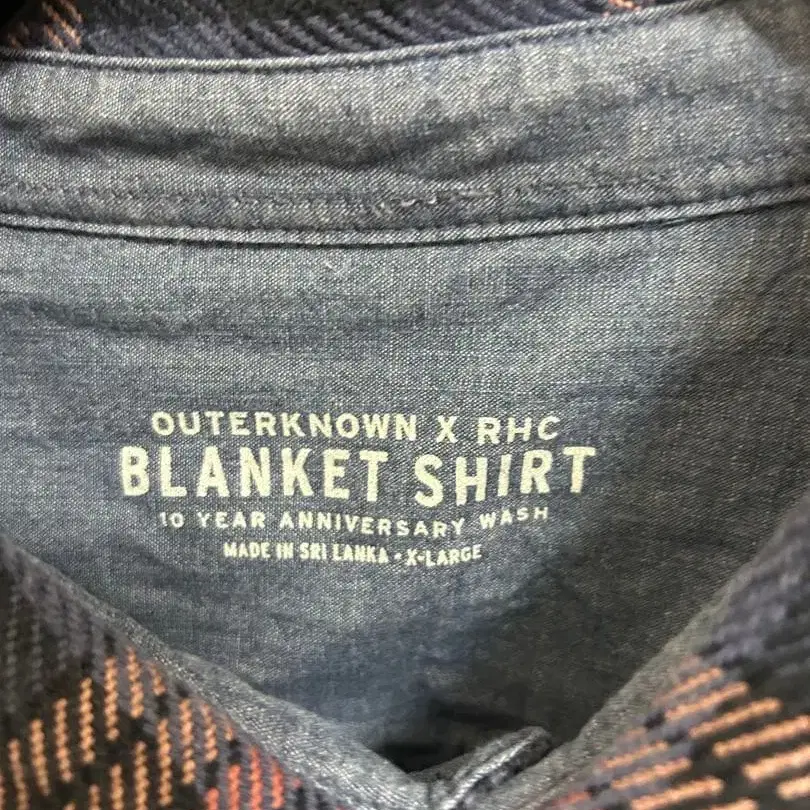 OUTERKNOWN X RHC
BLANKET SHIRT
10 YEAR ANNIVERSARY WASH
MADE IN SRI LANKA - X-LARGE